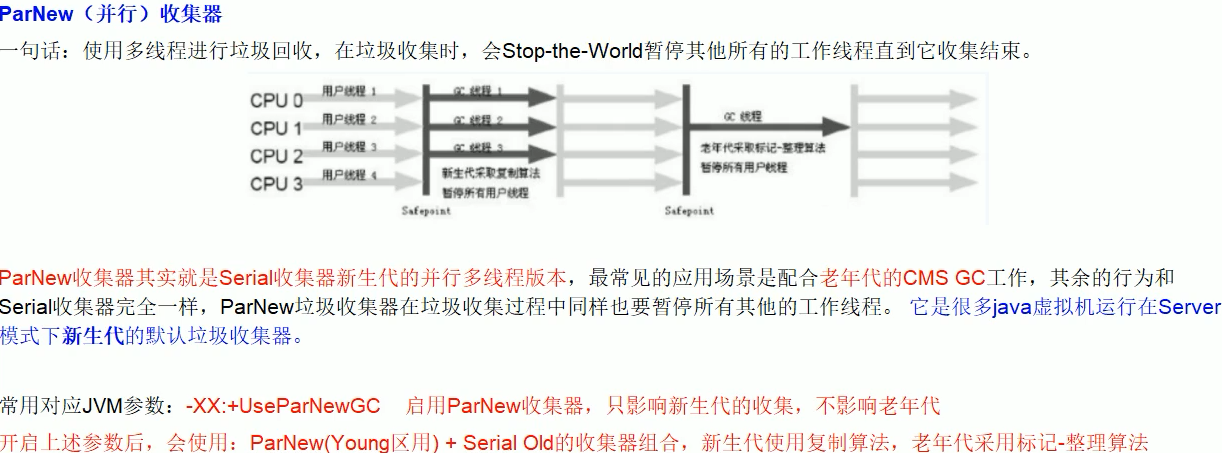 ParNew（并行）收集器
一句话：使用多线程进行垃圾回收，在垃圾收集时，会Stop-the-World暂停其他所有的工作线程直到它收集结束。
CPU 0 用户线程 1 GC 线程 1
CPU 1 用户线程 2 GC 线程 2 GC 线程
CPU 2 用户线程 3 GC 线程 3 老年代采取标记-整理算法
CPU 3 用户线程 4 新生代采取复制算法 暂停所有用户线程
暂停所有用户线程
Safepoint Safepoint
ParNew收集器其实就是Serial收集器新生代的并行多线程版本，最常见的应用场景是配合老年代的CMS GC工作，其余的行为和
Serial收集器完全一样，ParNew垃圾收集器在垃圾收集过程中同样也要暂停所有其他的工作线程。 它是很多java虚拟机运行在Server
模式下新生代的默认垃圾收集器。
常用对应JVM参数：-XX:+UseParNewGC 启用ParNew收集器，只影响新生代的收集，不影响老年代
开启上述参数后，会使用：ParNew(Young区用) + Serial Old的收集器组合，新生代使用复制算法，老年代采用标记-整理算法